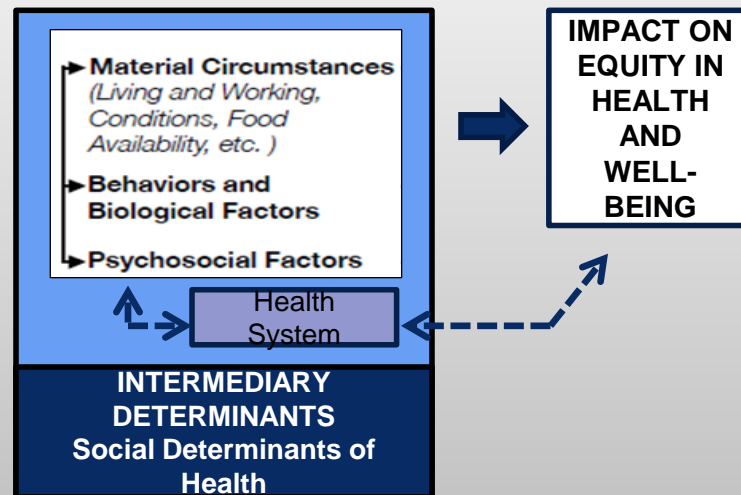 Material Circumstances
(Living and Working,
Conditions, Food
Availability, etc. )
Behaviors and
Biological Factors
Psychosocial Factors
Health
System
INTERMEDIARY
DETERMINANTS
Social Determinants of
Health
IMPACT ON
EQUITY IN
HEALTH
AND
WELL-
BEING